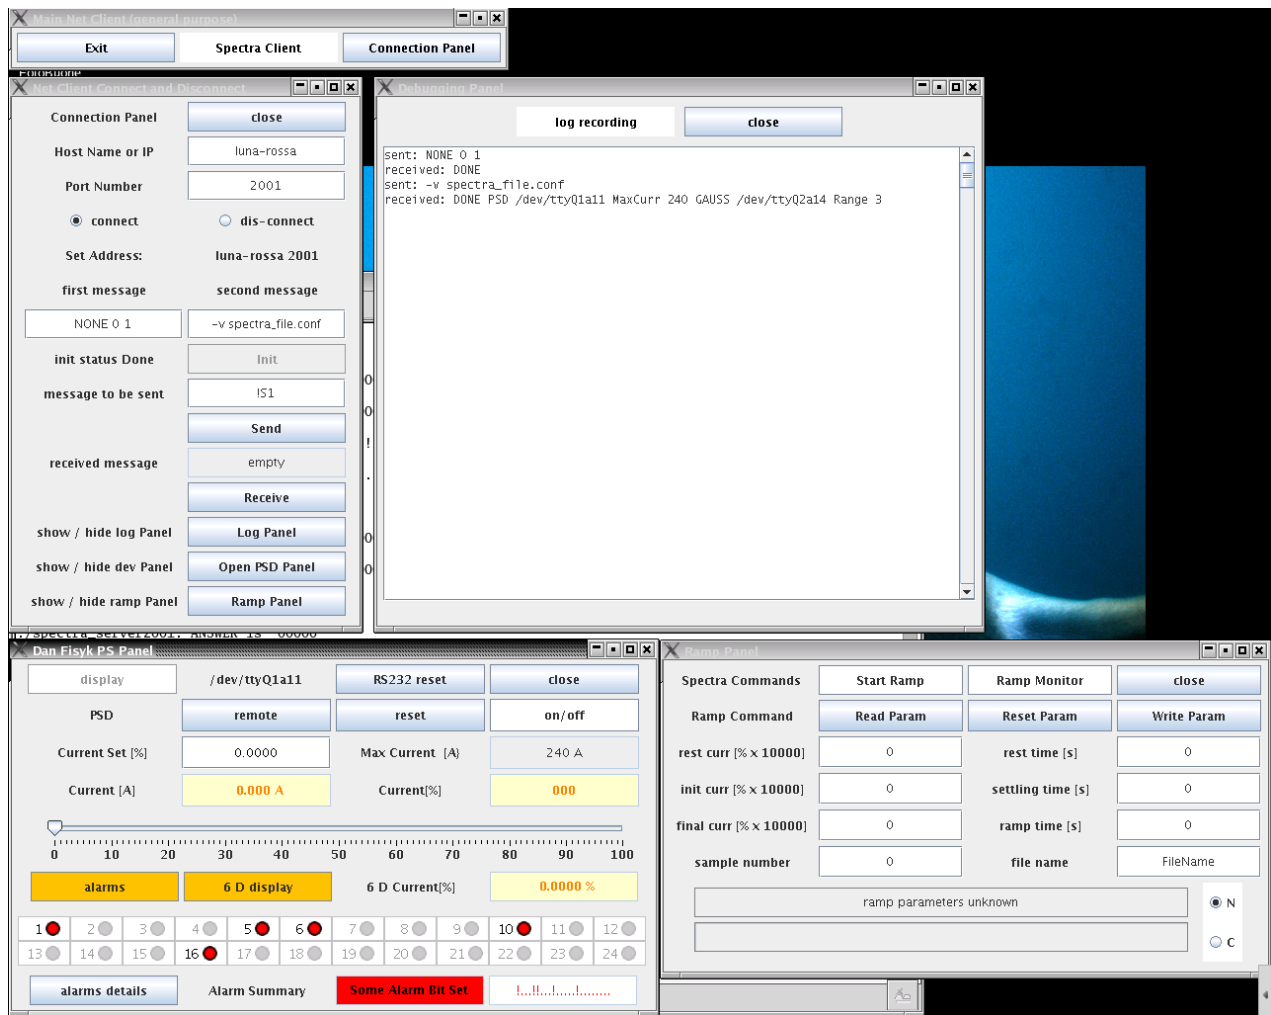 Main Net Client (general purpose)
Exit Spectra Client Connection Panel
FotoBuone
Net Client Connect and Disconnect
Connection Panel close
Host Name or IP luna-rossa
Port Number 2001
connect dis-connect
Set Address: luna-rossa 2001
first message second message
NONE 0 1 -v spectra_file.conf
init status Done Init
message to be sent !S1
Send
received message empty
Receive
show / hide log Panel Log Panel
show / hide dev Panel Open PSD Panel
show / hide ramp Panel Ramp Panel
Debugging Panel
log recording close
sent: NONE 0 1
received: DONE
sent: -v spectra_file.conf
received: DONE PSD /dev/ttyQ1a11 MaxCurr 240 GAUSS /dev/ttyQ2a14 Range 3
./spectra_server2001: ANSWER is 00000
Dan Fisyk PS Panel
display /dev/ttyQ1a11 RS232 reset close
PSD remote reset on/off
Current Set [%] 0.0000 Max Current [A] 240 A
Current [A] 0.000 A Current[%] 000
0 10 20 30 40 50 60 70 80 90 100
alarms 6 D display 6 D Current[%] 0.0000 %
1 2 3 4 5 6 7 8 9 10 11 12
13 14 15 16 17 18 19 20 21 22 23 24
alarms details Alarm Summary Some Alarm Bit Set !...!!...!.....!........
Ramp Panel
Spectra Commands Start Ramp Ramp Monitor close
Ramp Command Read Param Reset Param Write Param
rest curr [% x 10000] 0 rest time [s] 0
init curr [% x 10000] 0 settling time [s] 0
final curr [% x 10000] 0 ramp time [s] 0
sample number 0 file name FileName
ramp parameters unknown N
C